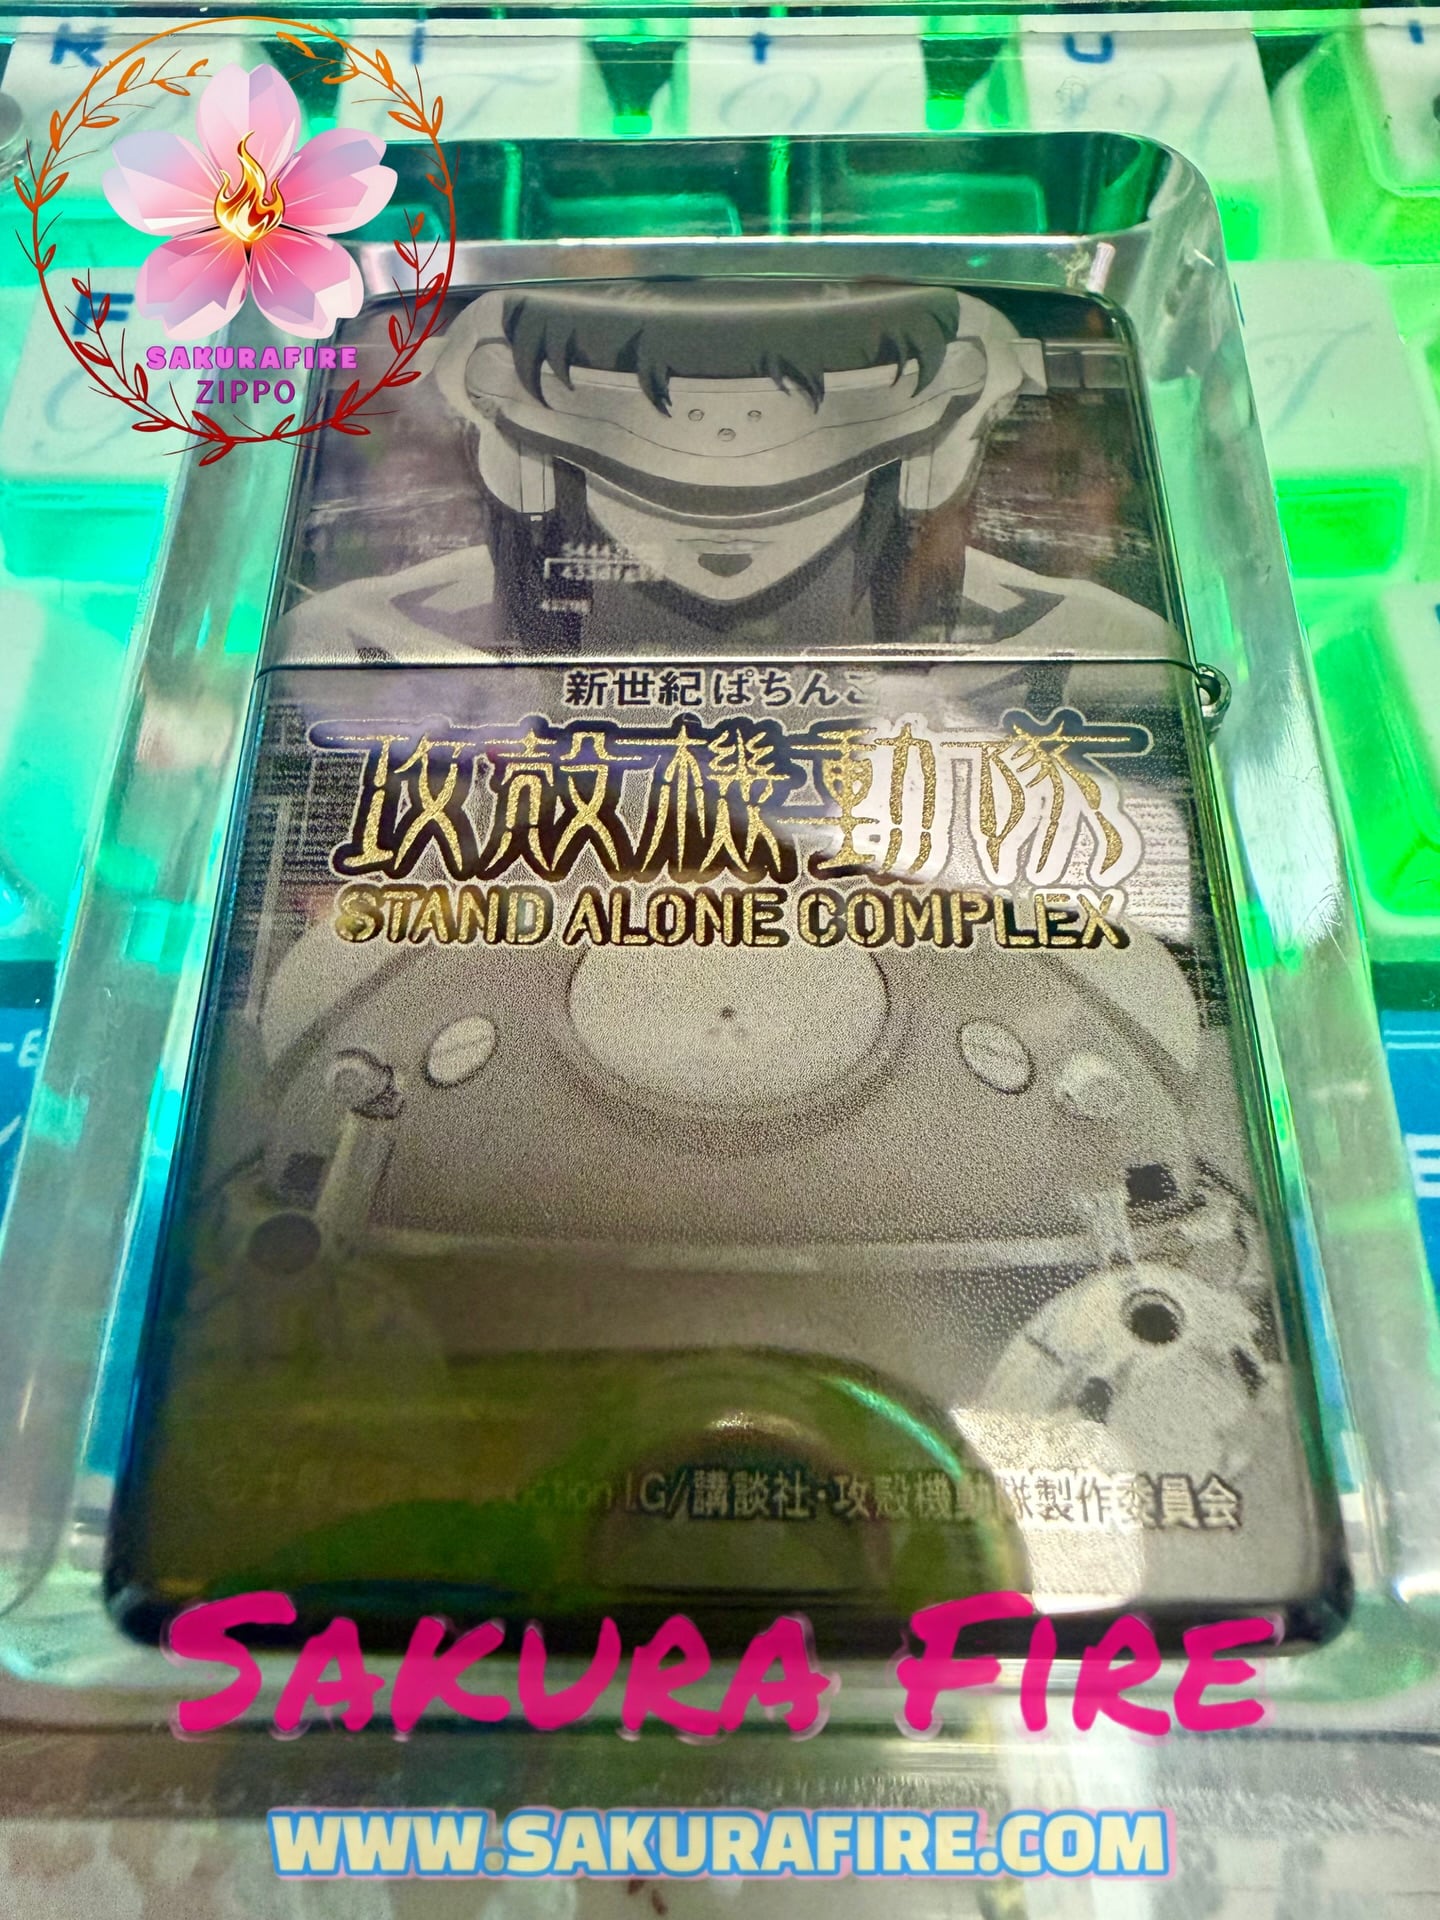 SAKURAFIRE
ZIPPO
F
新世紀ぱちんこ
攻殻機動隊
STAND ALONE COMPLEX
I.G/講談社・攻殻機動隊製作委員会
SAKURA FIRE
WWW.SAKURAFIRE.COM